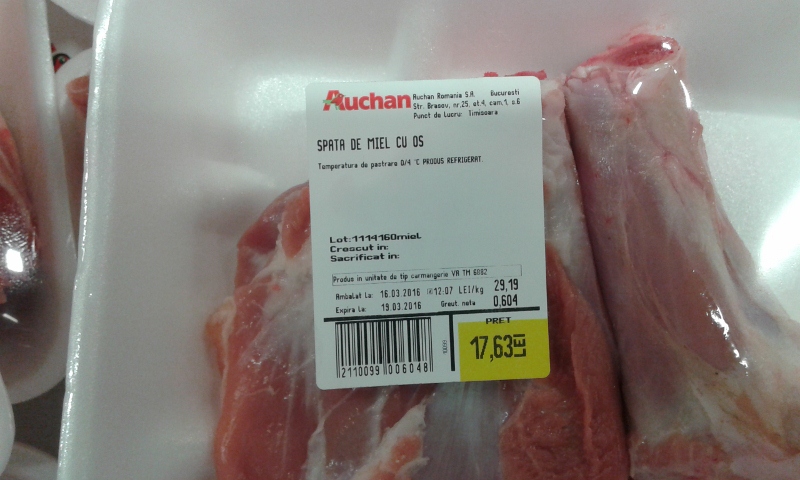 Auchan
Auchan Romania S.A. Bucuresti
Str. Brasov, nr.25, et.4, cam.1, s.6
Punct de Lucru: Timisoara
SPATA DE MIEL CU OS
Temperatura de pastrare 0/4 °C PRODUS REFRIGERAT.
Lot:1114160miel
Crescut in:
Sacrificat in:
Produs in unitate de tip carmangerie VR TM 6862
Ambalat la: 16.03.2016 @12:07 LEI/kg 29,19
Expira la: 19.03.2016 Greut. neta 0,604
PRET
17,63 LEI
2110099 006048